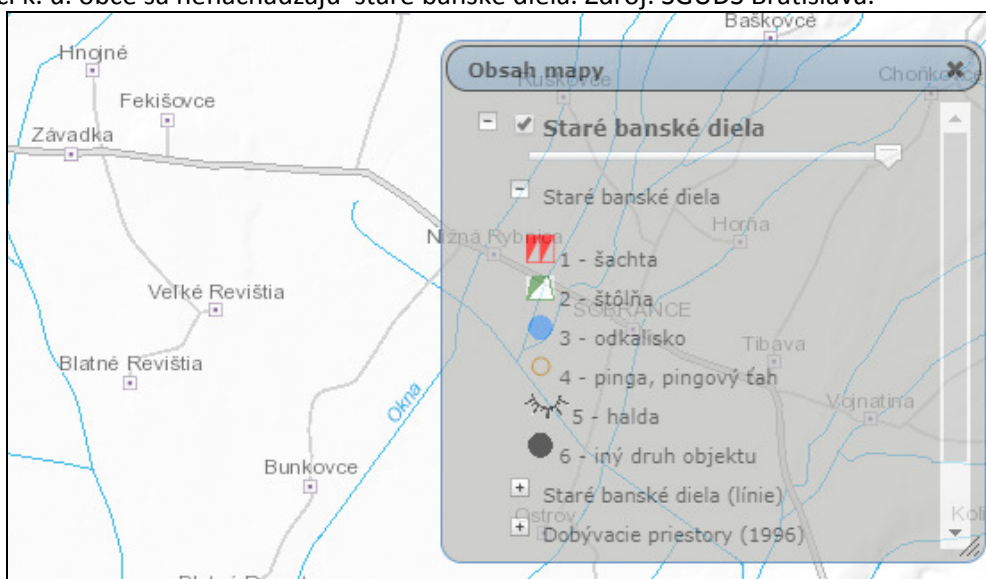 k. ú. obce sa nenachádzajú staré banské diela. Zdroj: ŠGÚDŠ Bratislava.
Baškovce
Hnojné
Obsah mapy
Ruskovce
Choňkovce
Fekišovce
Staré banské diela
Závadka
Staré banské diela
Horňa
Nižná Rybnica
1 - šachta
Veľké Revištia
2 - štôlňa
SOBRANCE
3 - odkalisko
Tibava
Blatné Revištia
4 - pinga, pingový ťah
Vojnatina
Okna
5 - halda
6 - iný druh objektu
Bunkovce
Staré banské diela (línie)
Ostrov
Dobývacie priestory (1996)